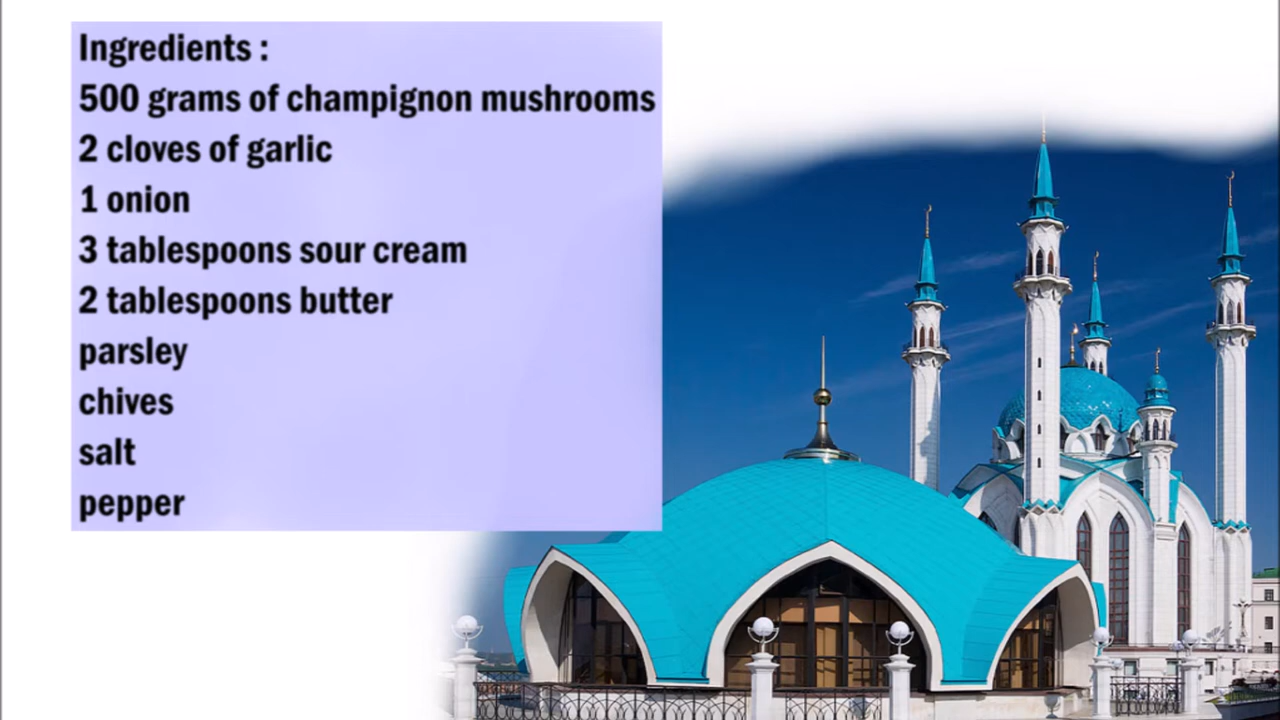 Ingredients :
500 grams of champignon mushrooms
2 cloves of garlic
1 onion
3 tablespoons sour cream
2 tablespoons butter
parsley
chives
salt
pepper